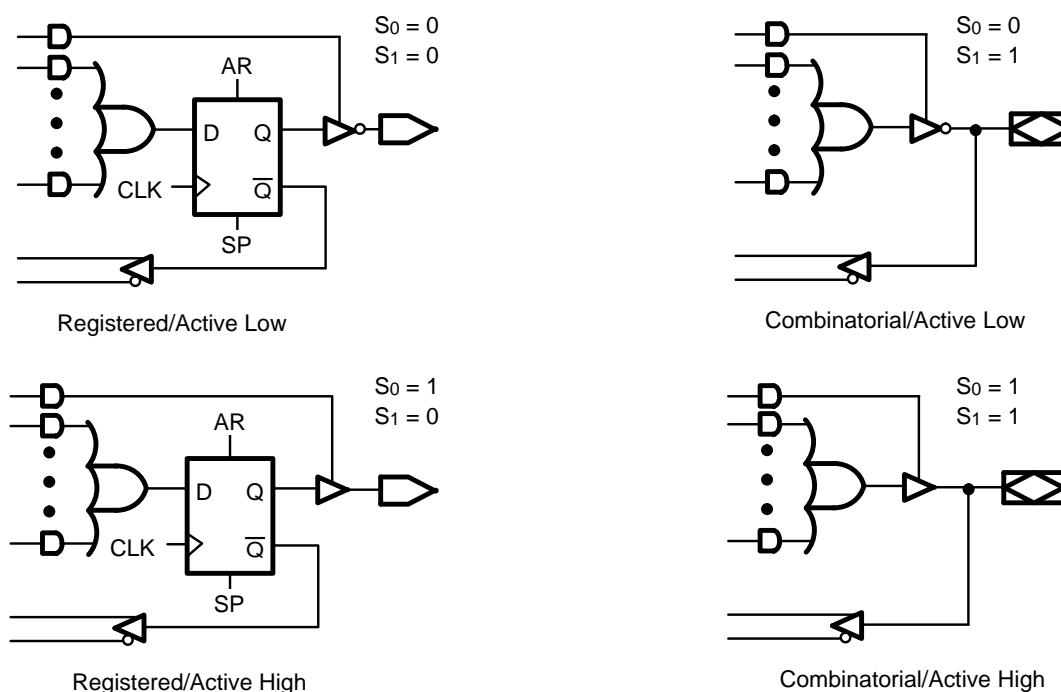 S0 = 0
S1 = 0
AR
D
Q
CLK
Q̅
SP
Registered/Active Low
S0 = 0
S1 = 1
Combinatorial/Active Low
S0 = 1
S1 = 0
AR
D
Q
CLK
Q̅
SP
Registered/Active High
S0 = 1
S1 = 1
Combinatorial/Active High